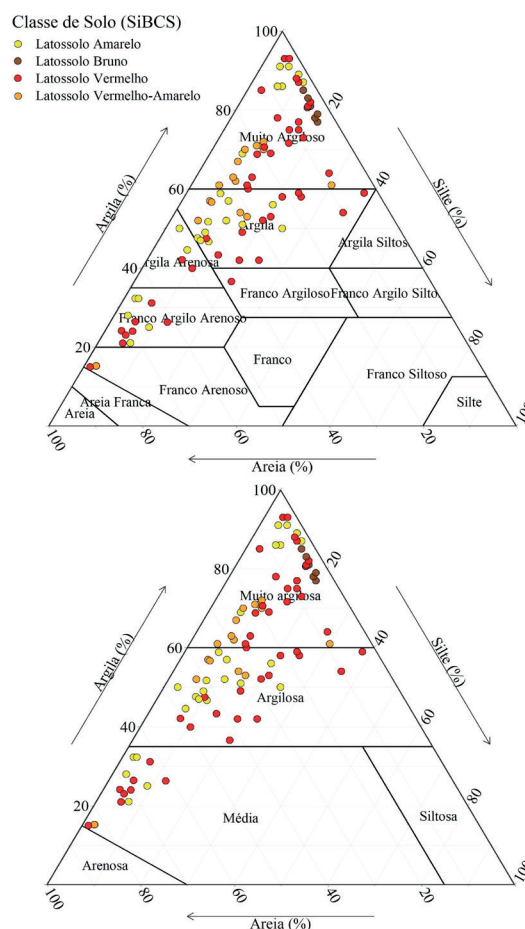 Classe de Solo (SiBCS)
Latossolo Amarelo
Latossolo Bruno
Latossolo Vermelho
Latossolo Vermelho-Amarelo
100
80
20
Muito Argiloso
Argila (%)
Silte (%)
60
40
Argila
Argila Siltos
Argila Arenosa
40
60
Franco Argiloso
Franco Argilo Silto
Franco Argilo Arenoso
20
80
Franco
Franco Siltoso
Franco Arenoso
Areia Franca
Areia
Silte
100
80
60
40
20
100
Areia (%)
100
80
20
Muito argilosa
Argila (%)
Silte (%)
60
40
Argilosa
40
60
20
80
Média
Siltosa
Arenosa
100
80
60
40
20
100
Areia (%)